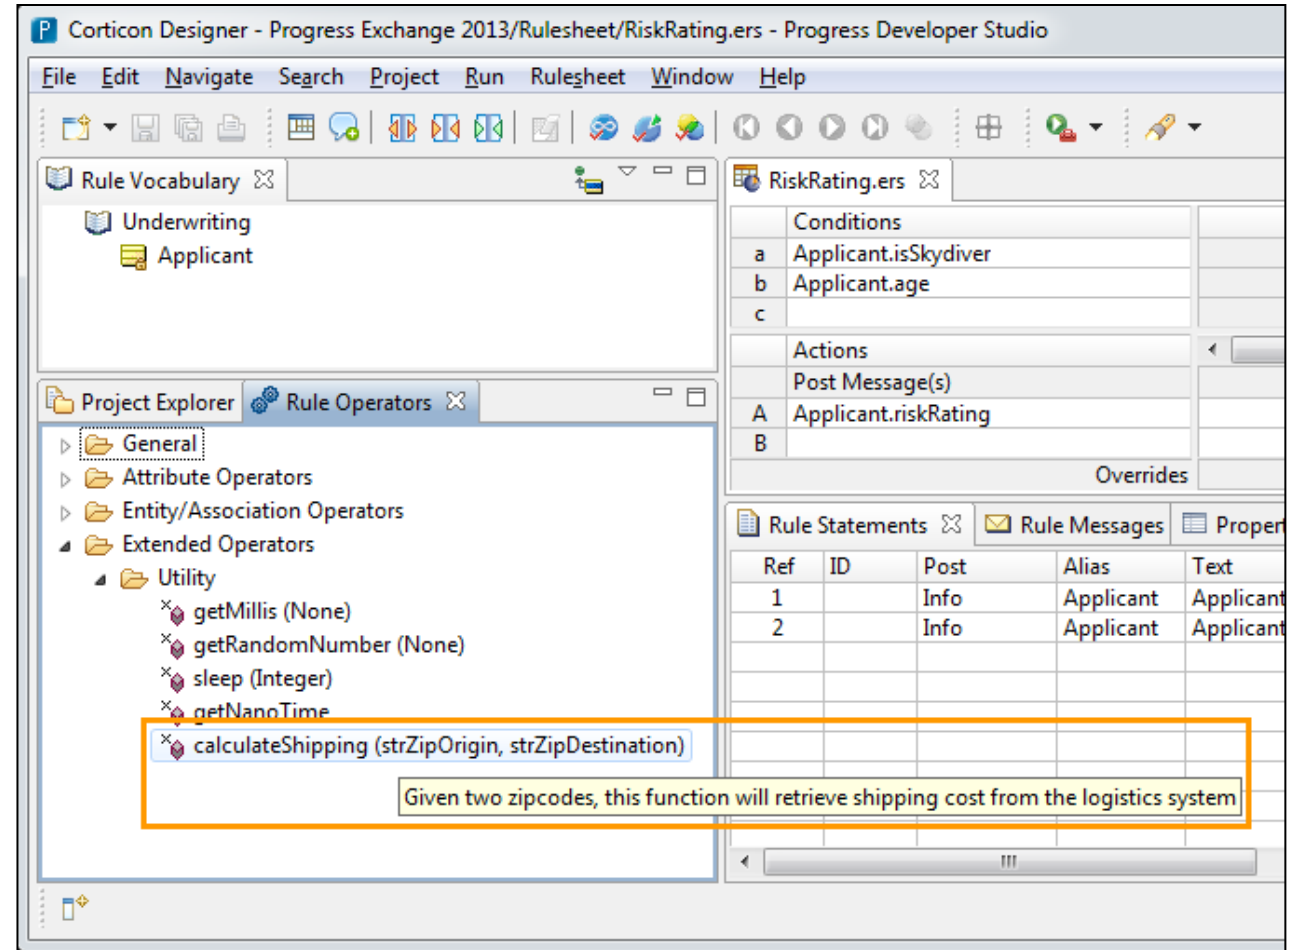 Corticon Designer - Progress Exchange 2013/Rulesheet/RiskRating.ers - Progress Developer Studio
File Edit Navigate Search Project Run Rulesheet Window Help
Rule Vocabulary
Underwriting
Applicant
RiskRating.ers
Conditions
a Applicant.isSkydiver
b Applicant.age
c
Actions
Post Message(s)
A Applicant.riskRating
B
Overrides
Project Explorer Rule Operators
General
Attribute Operators
Entity/Association Operators
Extended Operators
Utility
getMillis (None)
getRandomNumber (None)
sleep (Integer)
getNanoTime
calculateShipping (strZipOrigin, strZipDestination)
Given two zipcodes, this function will retrieve shipping cost from the logistics system
Rule Statements Rule Messages Propert
Ref ID Post Alias Text
1 Info Applicant Applicant
2 Info Applicant Applicant